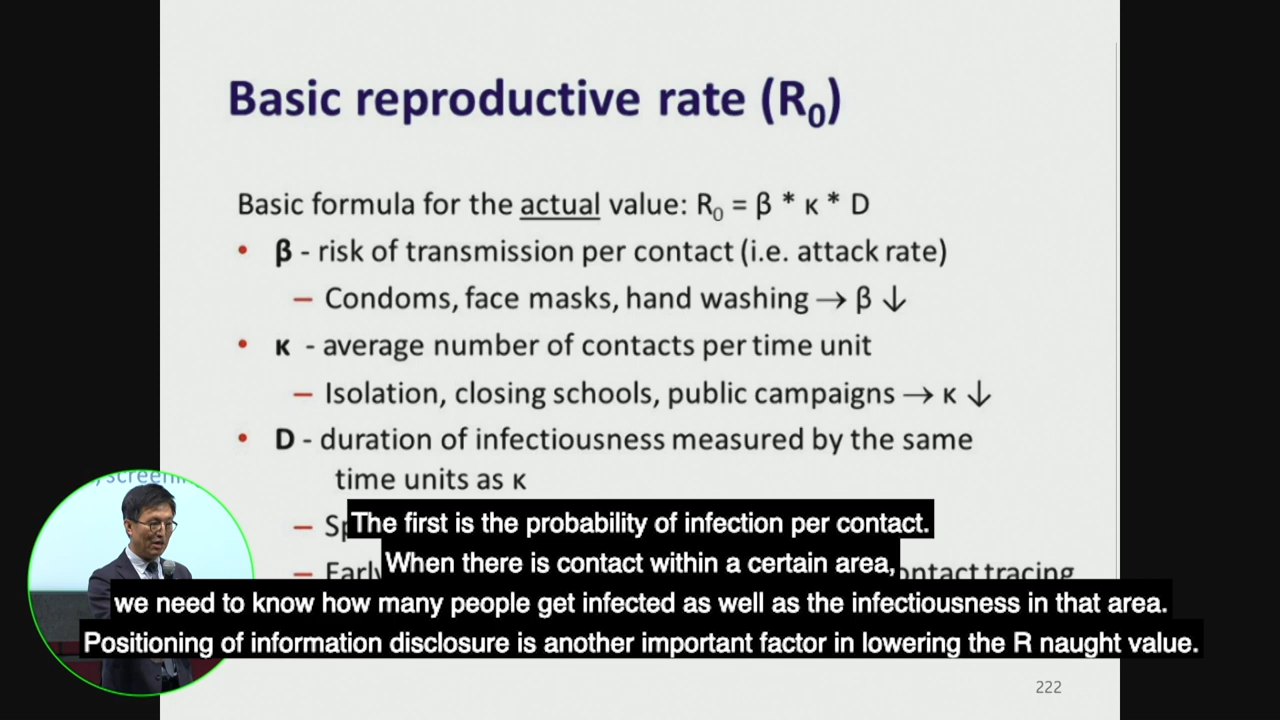 Basic reproductive rate (R₀)
Basic formula for the actual value: R₀ = β * κ * D
• β - risk of transmission per contact (i.e. attack rate)
– Condoms, face masks, hand washing → β ↓
• κ - average number of contacts per time unit
– Isolation, closing schools, public campaigns → κ ↓
• D - duration of infectiousness measured by the same
time units as κ
The first is the probability of infection per contact.
When there is contact within a certain area,
we need to know how many people get infected as well as the infectiousness in that area.
Positioning of information disclosure is another important factor in lowering the R naught value.
tracing
222